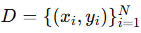 D = {(x_i, y_i)}_{i=1}^{N}